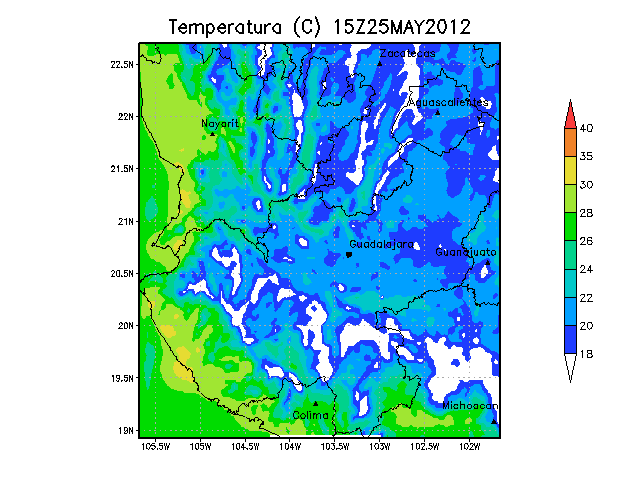 Temperatura (C) 15Z25MAY2012
22.5N
22N
21.5N
21N
20.5N
20N
19.5N
19N
105.5W 105W 104.5W 104W 103.5W 103W 102.5W 102W
Zacatecas
Aguascalientes
Nayarit
Guadalajara
Guanajuato
Michoacan
Colima
40
35
30
28
26
24
22
20
18